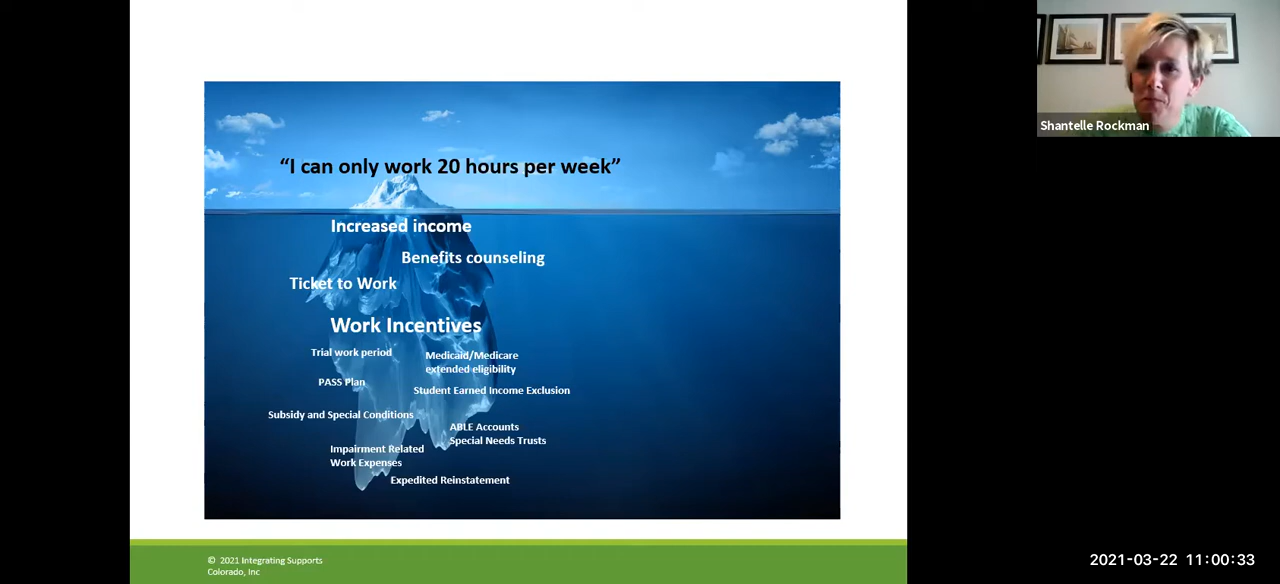 Shantelle Rockman
“I can only work 20 hours per week”
Increased income
Benefits counseling
Ticket to Work
Work Incentives
Trial work period
Medicaid/Medicare
extended eligibility
PASS Plan
Student Earned Income Exclusion
Subsidy and Special Conditions
ABLE Accounts
Special Needs Trusts
Impairment Related
Work Expenses
Expedited Reinstatement
© 2021 Integrating Supports
Colorado, Inc
2021-03-22 11:00:33